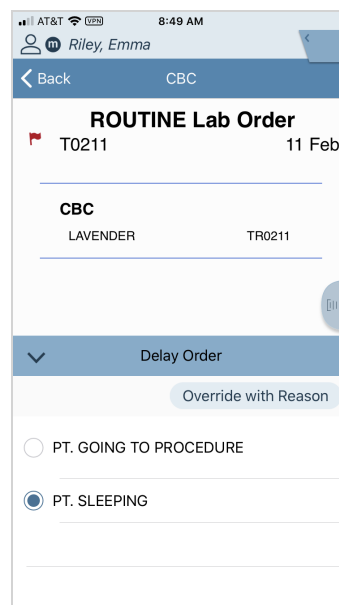 AT&T VPN 8:49 AM
m Riley, Emma
Back CBC
ROUTINE Lab Order
T0211 11 Feb
CBC
LAVENDER TR0211
Delay Order
Override with Reason
PT. GOING TO PROCEDURE
PT. SLEEPING